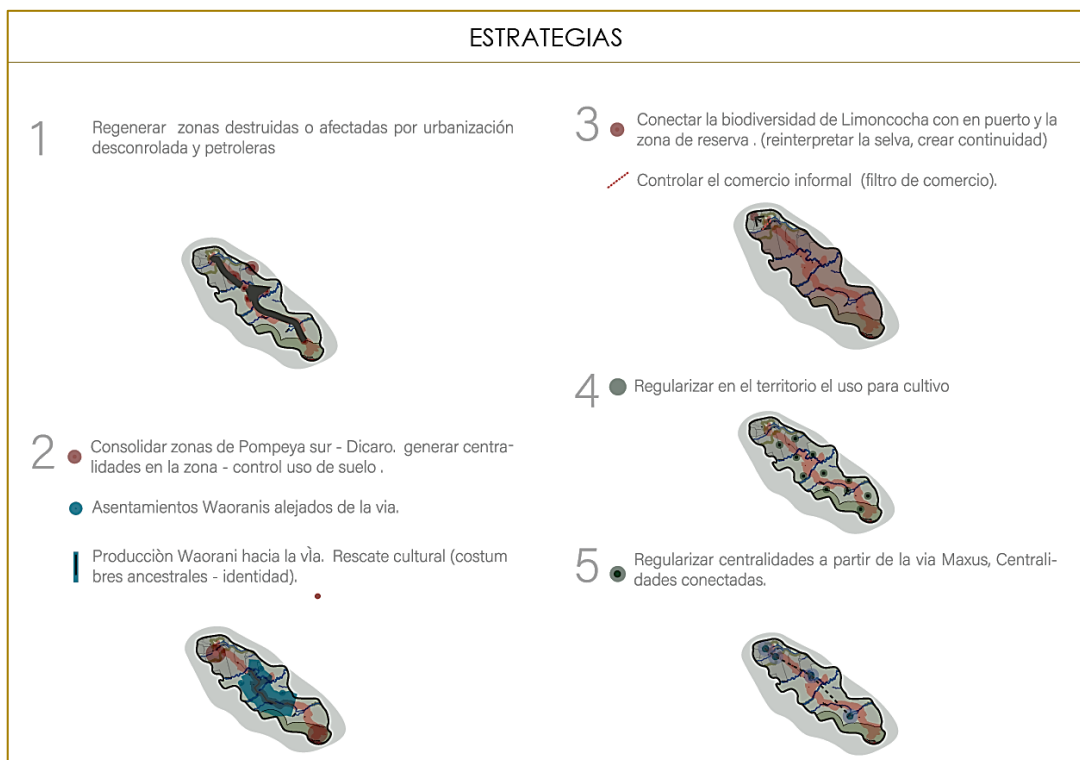 ESTRATEGIAS
1
Regenerar zonas destruidas o afectadas por urbanización
desconrolada y petroleras
2
Consolidar zonas de Pompeya sur - Dicaro. generar centra-
lidades en la zona - control uso de suelo .
Asentamientos Waoranis alejados de la via.
Producciòn Waorani hacia la vÌa. Rescate cultural (costum
bres ancestrales - identidad).
3
Conectar la biodiversidad de Limoncocha con en puerto y la
zona de reserva . (reinterpretar la selva, crear continuidad)
Controlar el comercio informal (filtro de comercio).
4
Regularizar en el territorio el uso para cultivo
5
Regularizar centralidades a partir de la via Maxus, Centrali-
dades conectadas.